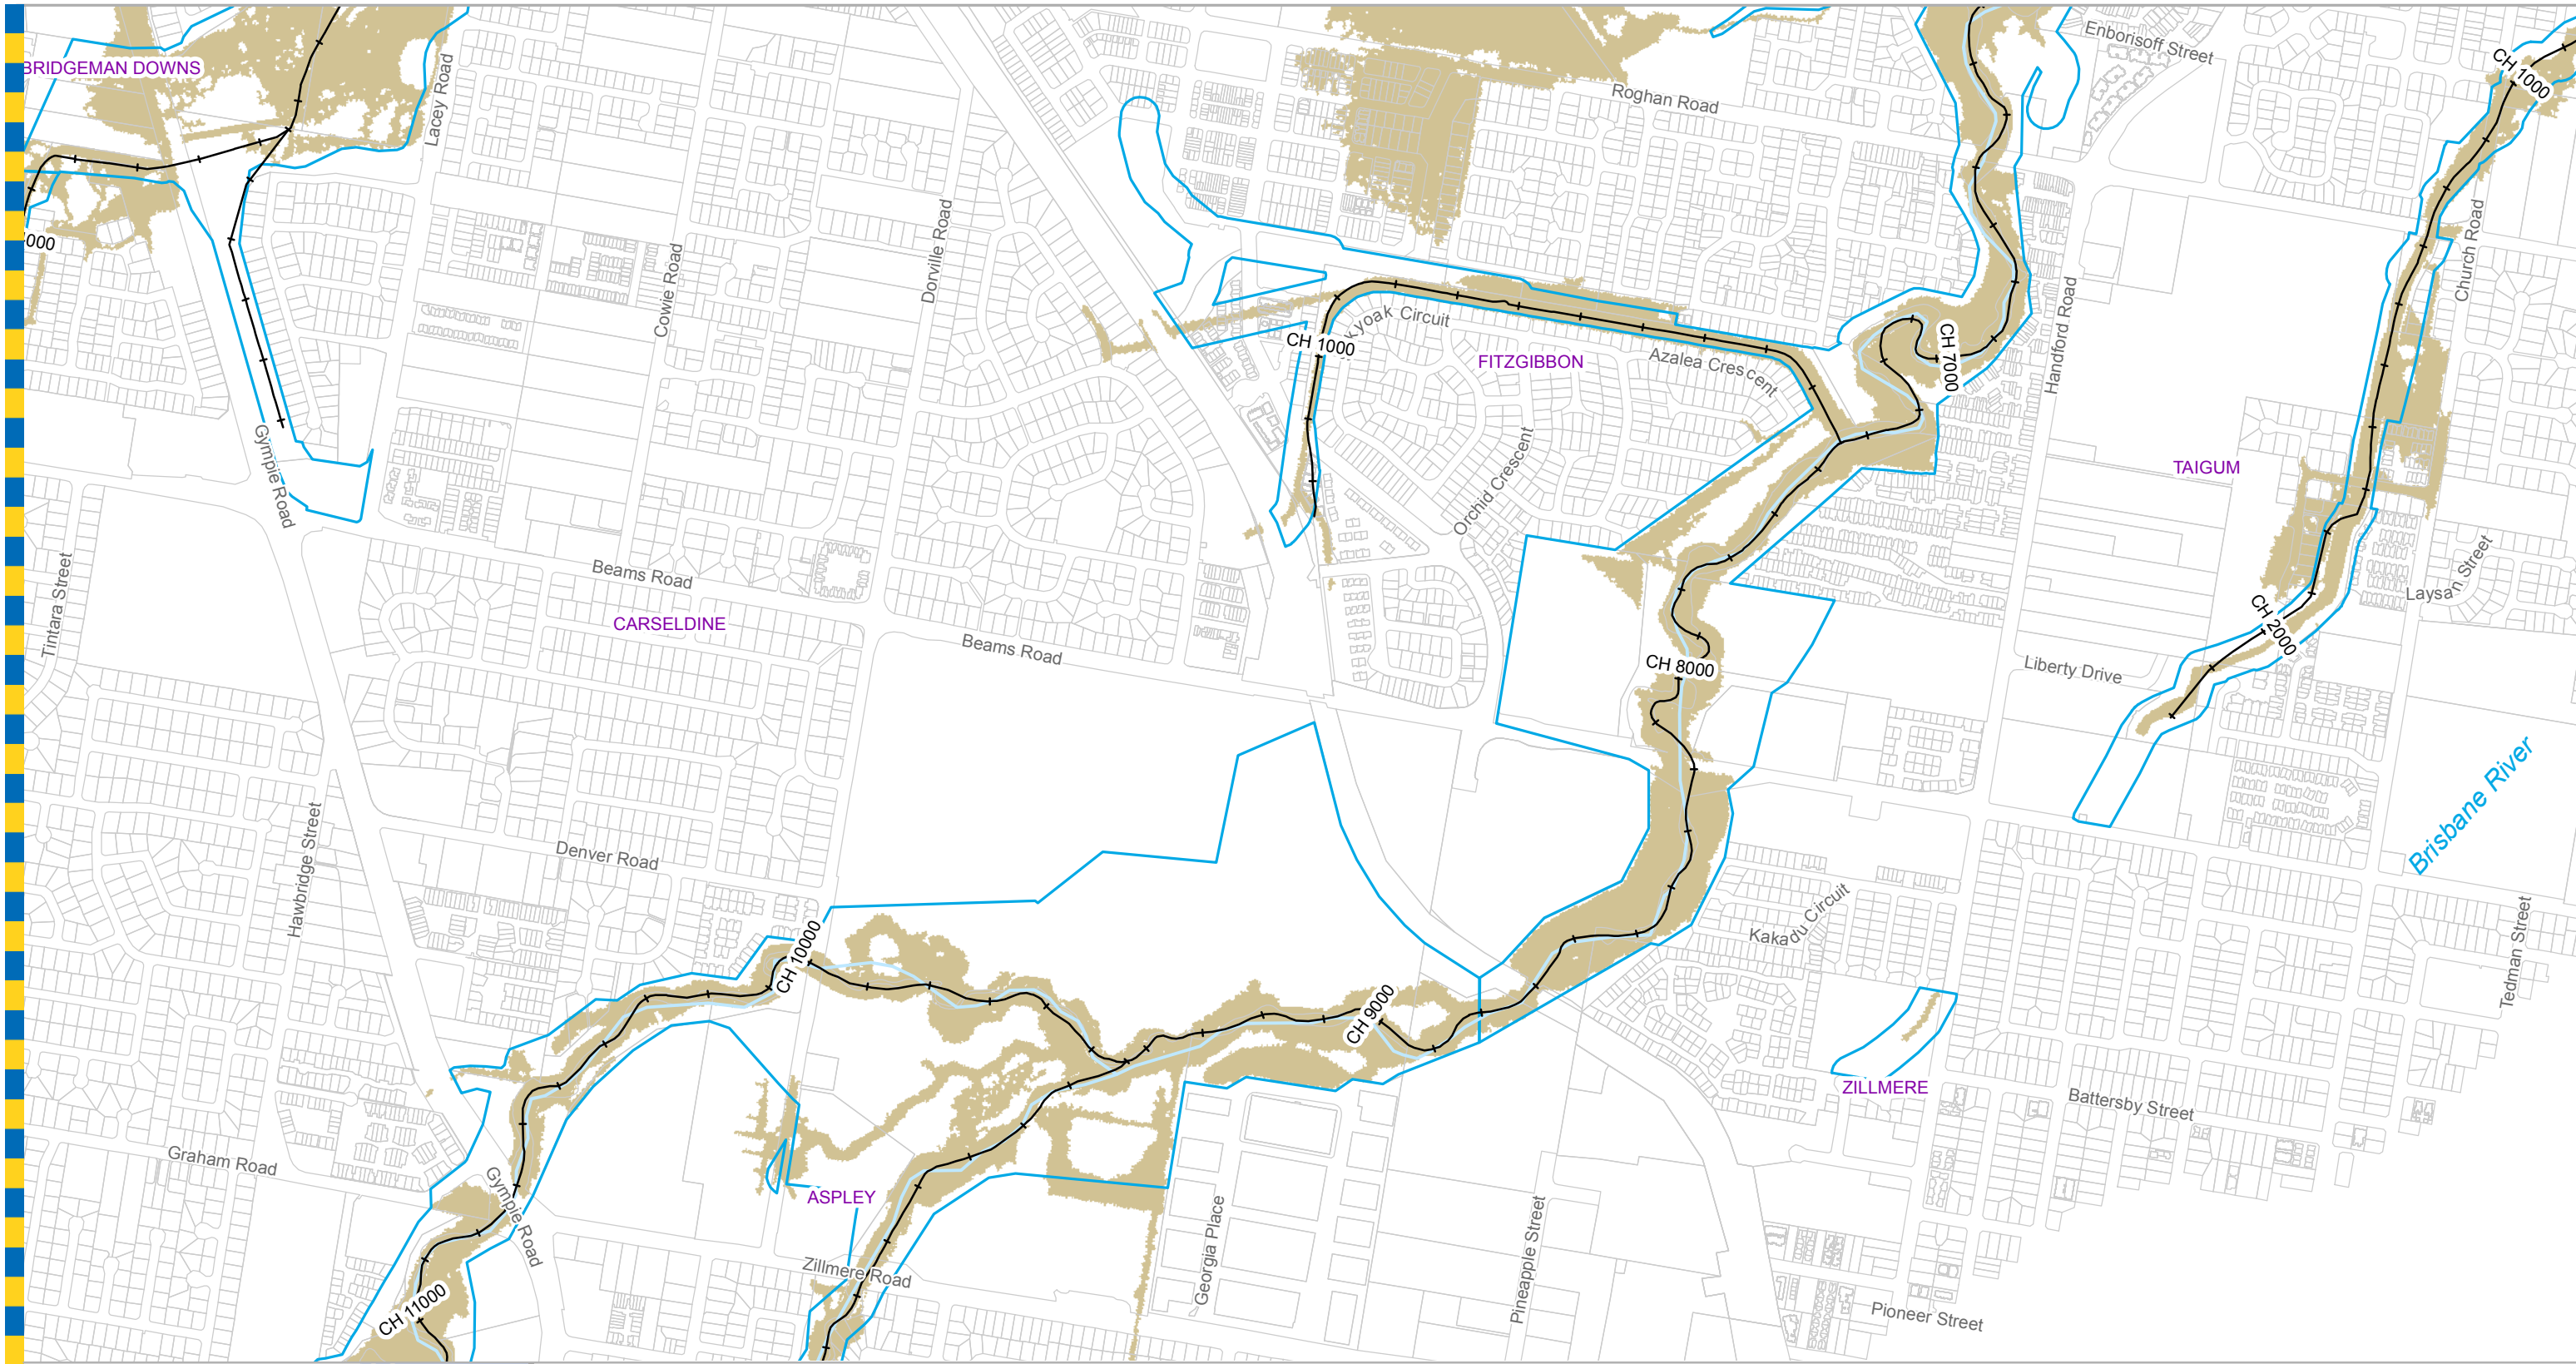 Enborisoff Street
BRIDGEMAN DOWNS
CH 1000
Lacey Road
Roghan Road
000
Dorville Road
Cowie Road
Church Road
Handford Road
yoak Circuit
CH 1000
FITZGIBBON
CH 7000
Azalea Crescent
Gympie Road
TAIGUM
Orchid Crescent
Tintara Street
Beams Road
Laysan Street
CARSELDINE
CH 2000
Beams Road
CH 8000
Liberty Drive
Brisbane River
Hawbridge Street
Denver Road
Kakadu Circuit
CH 10000
Tedman Street
CH 9000
ZILLMERE
Battersby Street
Graham Road
Gympie Road
ASPLEY
Georgia Place
Pineapple Street
Zillmere Road
CH 11000
Pioneer Street